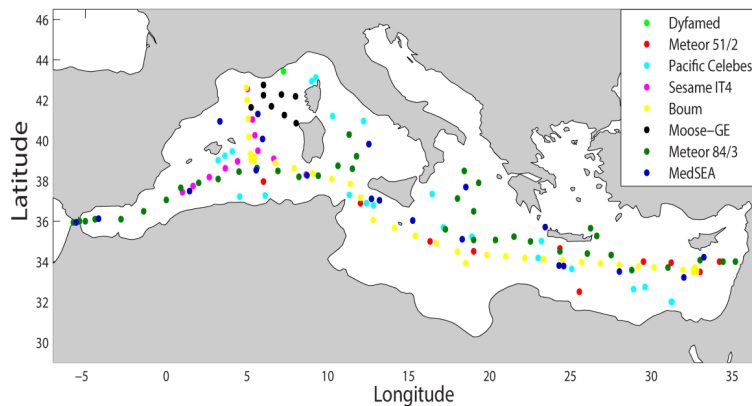 46
44
42
40
38
36
34
32
30
Latitude
Dyfamed
Meteor 51/2
Pacific Celebes
Sesame IT4
Boum
Moose−GE
Meteor 84/3
MedSEA
−5 0 5 10 15 20 25 30 35
Longitude